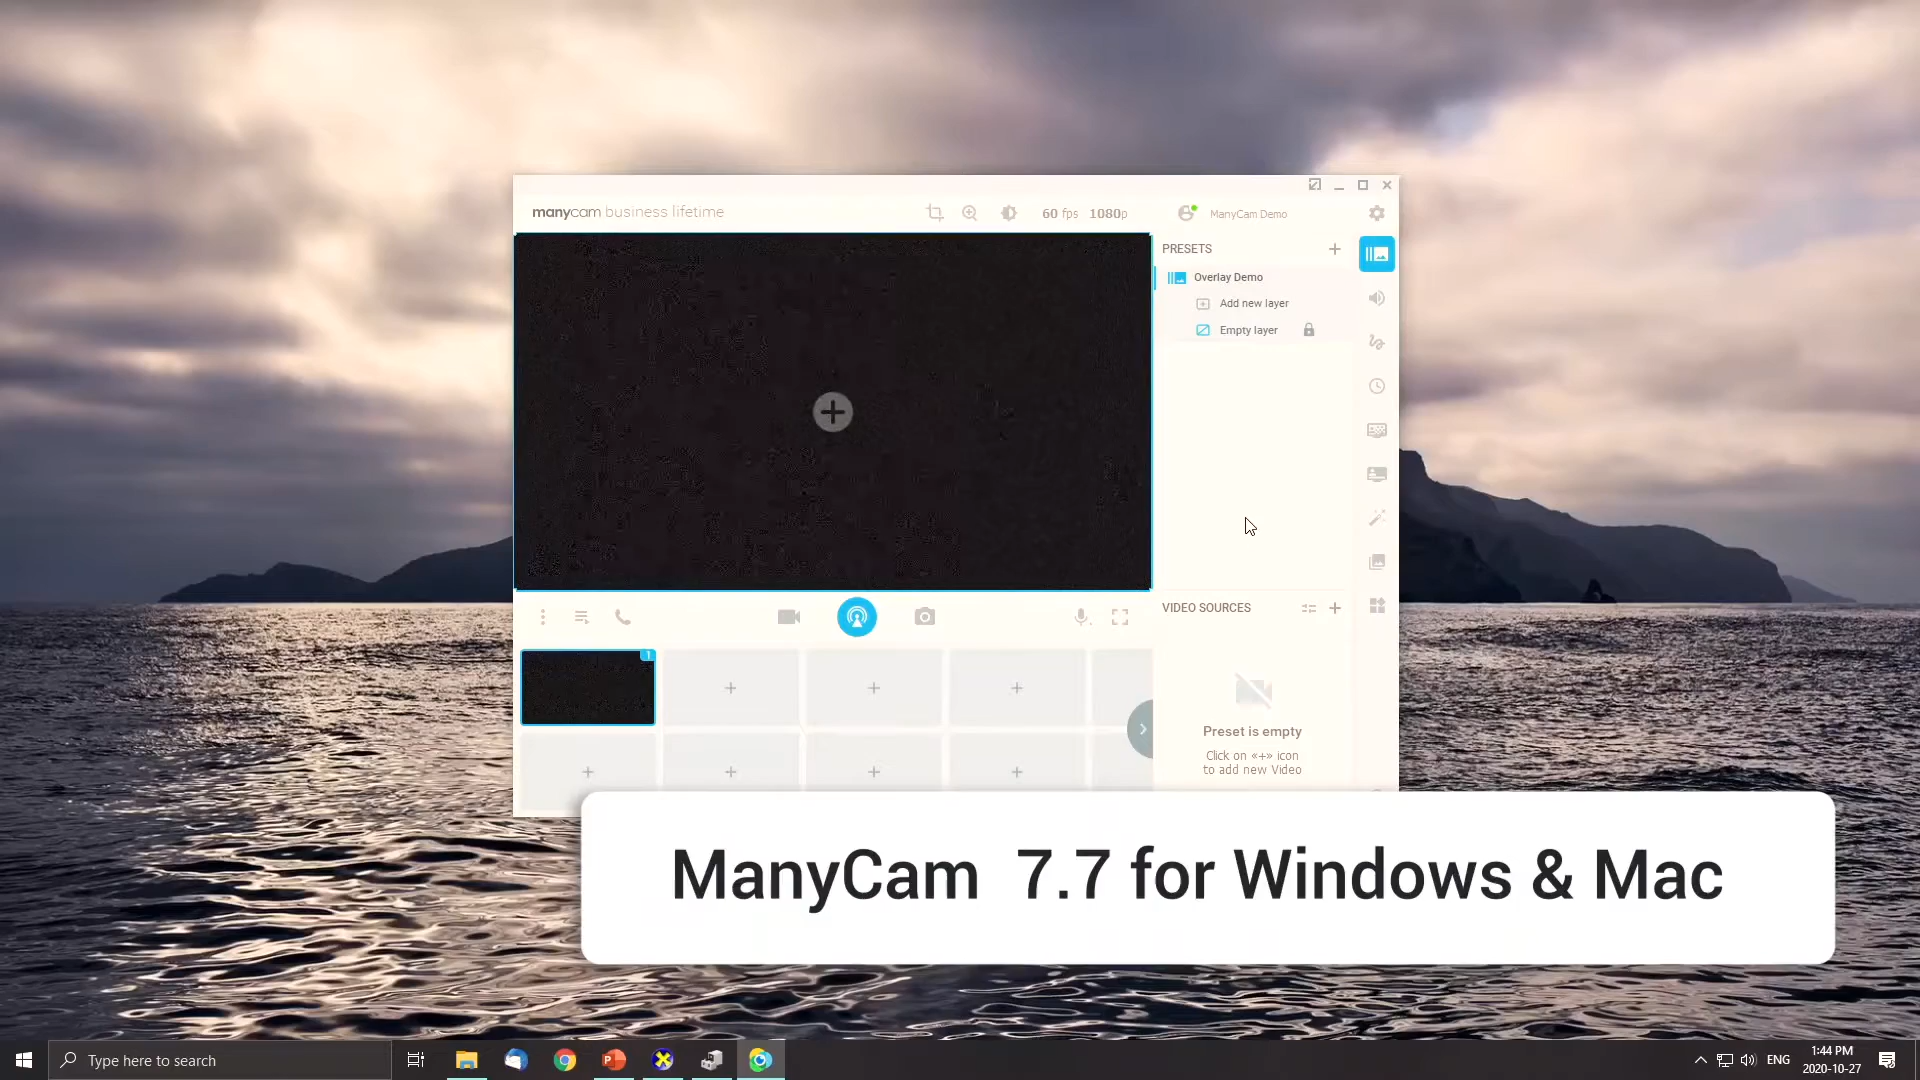 manycam business lifetime
60 fps 1080p
ManyCam Demo
PRESETS
Overlay Demo
Add new layer
Empty layer
VIDEO SOURCES
1
Preset is empty
Click on «+» icon
to add new Video
ManyCam 7.7 for Windows & Mac
Type here to search
ENG
1:44 PM
2020-10-27